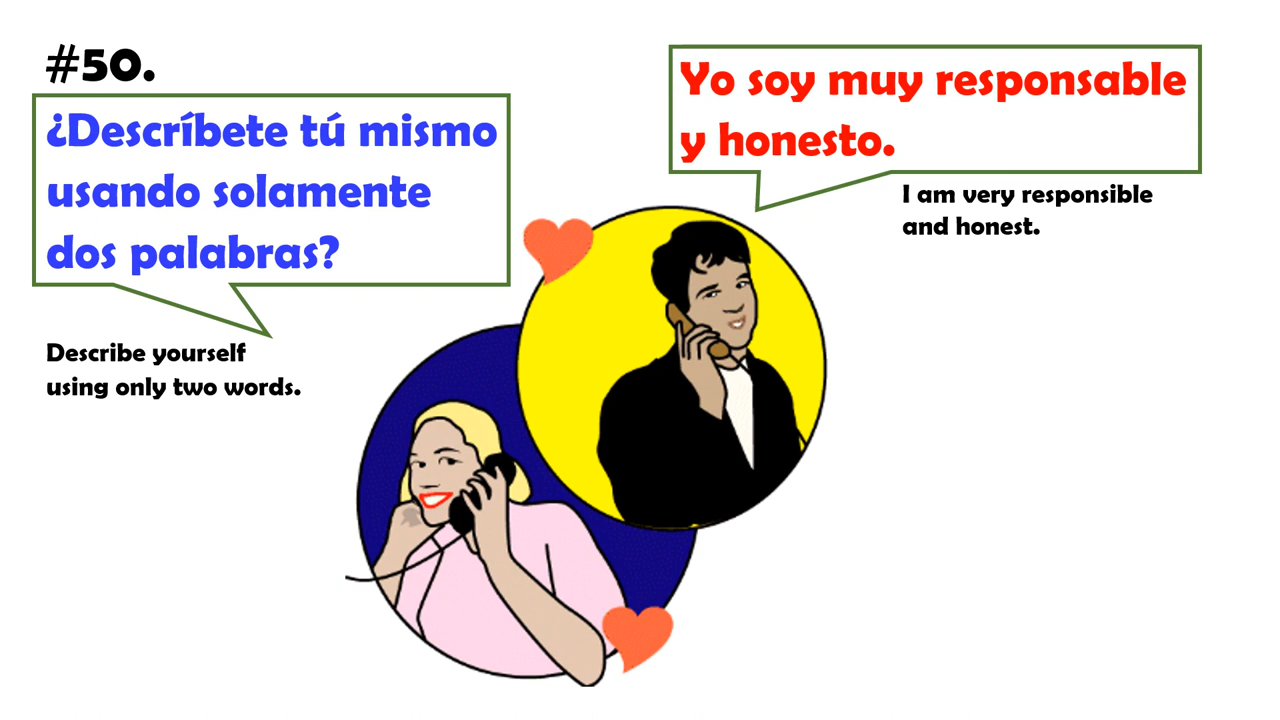 #50.
¿Descríbete tú mismo
usando solamente
dos palabras?
Describe yourself
using only two words.
Yo soy muy responsable
y honesto.
I am very responsible
and honest.